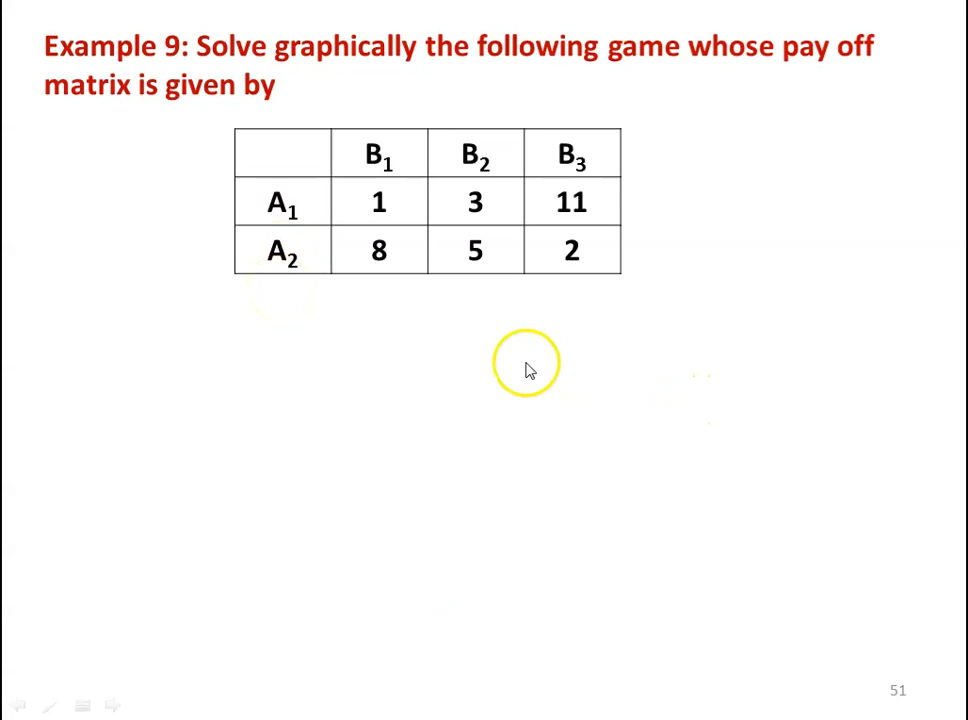 Example 9: Solve graphically the following game whose pay off
matrix is given by
B₁ B₂ B₃
A₁ 1 3 11
A₂ 8 5 2
51